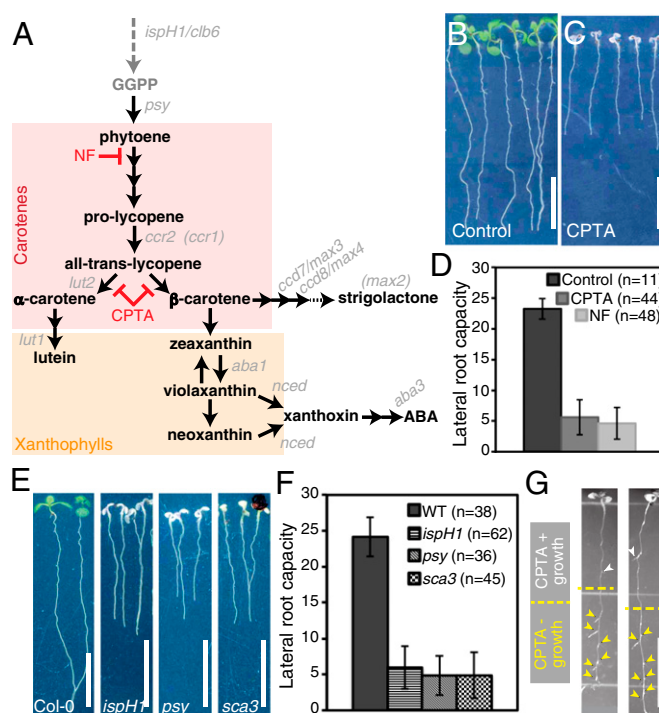 A
ispH1/clb6
GGPP
psy
phytoene
NF
Carotenes
pro-lycopene
ccr2 (ccr1)
all-trans-lycopene
lut2
α-carotene
CPTA
β-carotene
ccd7/max3
ccd8/max4
(max2)
strigolactone
lut1
lutein
zeaxanthin
aba1
violaxanthin
nced
xanthoxin
aba3
ABA
neoxanthin
nced
Xanthophylls
B
Control
C
CPTA
D
Lateral root capacity
30
25
20
15
10
5
0
Control (n=11)
CPTA (n=44)
NF (n=48)
E
Col-0
ispH1
psy
sca3
F
Lateral root capacity
30
25
20
15
10
5
0
WT (n=38)
ispH1 (n=62)
psy (n=36)
sca3 (n=45)
G
CPTA +
growth
CPTA -
growth